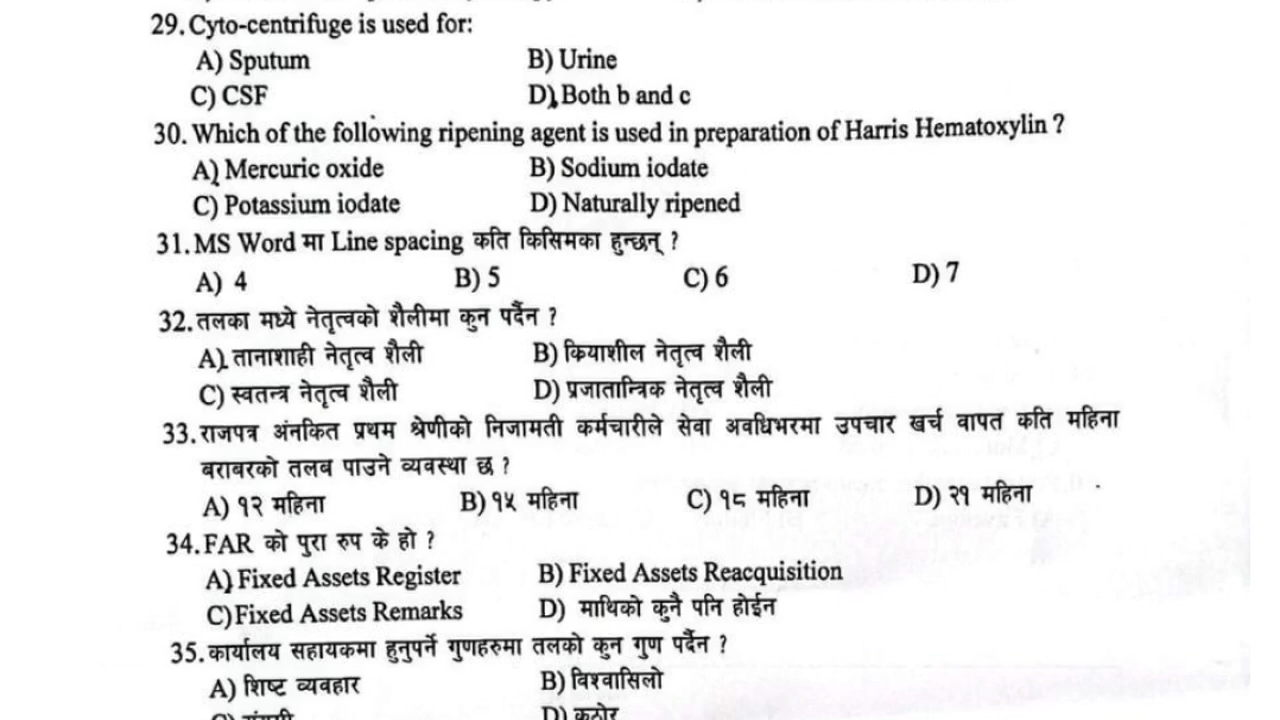 29. Cyto-centrifuge is used for:
A) Sputum B) Urine
C) CSF D) Both b and c
30. Which of the following ripening agent is used in preparation of Harris Hematoxylin ?
A) Mercuric oxide B) Sodium iodate
C) Potassium iodate D) Naturally ripened
31. MS Word मा Line spacing कति किसिमका हुन्छन् ?
A) 4 B) 5 C) 6 D) 7
32. तलका मध्ये नेतृत्वको शैलीमा कुन पर्दैन ?
A) तानाशाही नेतृत्व शैली B) कियाशील नेतृत्व शैली
C) स्वतन्त्र नेतृत्व शैली D) प्रजातान्त्रिक नेतृत्व शैली
33. राजपत्र अंनकित प्रथम श्रेणीको निजामती कर्मचारीले सेवा अवधिभरमा उपचार खर्च वापत कति महिना
बराबरको तलब पाउने व्यवस्था छ ?
A) १२ महिना B) १५ महिना C) १८ महिना D) २१ महिना
34. FAR को पुरा रुप के हो ?
A) Fixed Assets Register B) Fixed Assets Reacquisition
C) Fixed Assets Remarks D) माथिको कुनै पनि होईन
35. कार्यालय सहायकमा हुनुपर्ने गुणहरुमा तलको कुन गुण पर्दैन ?
A) शिष्ट व्यवहार B) विश्वासिलो
D) कठोर